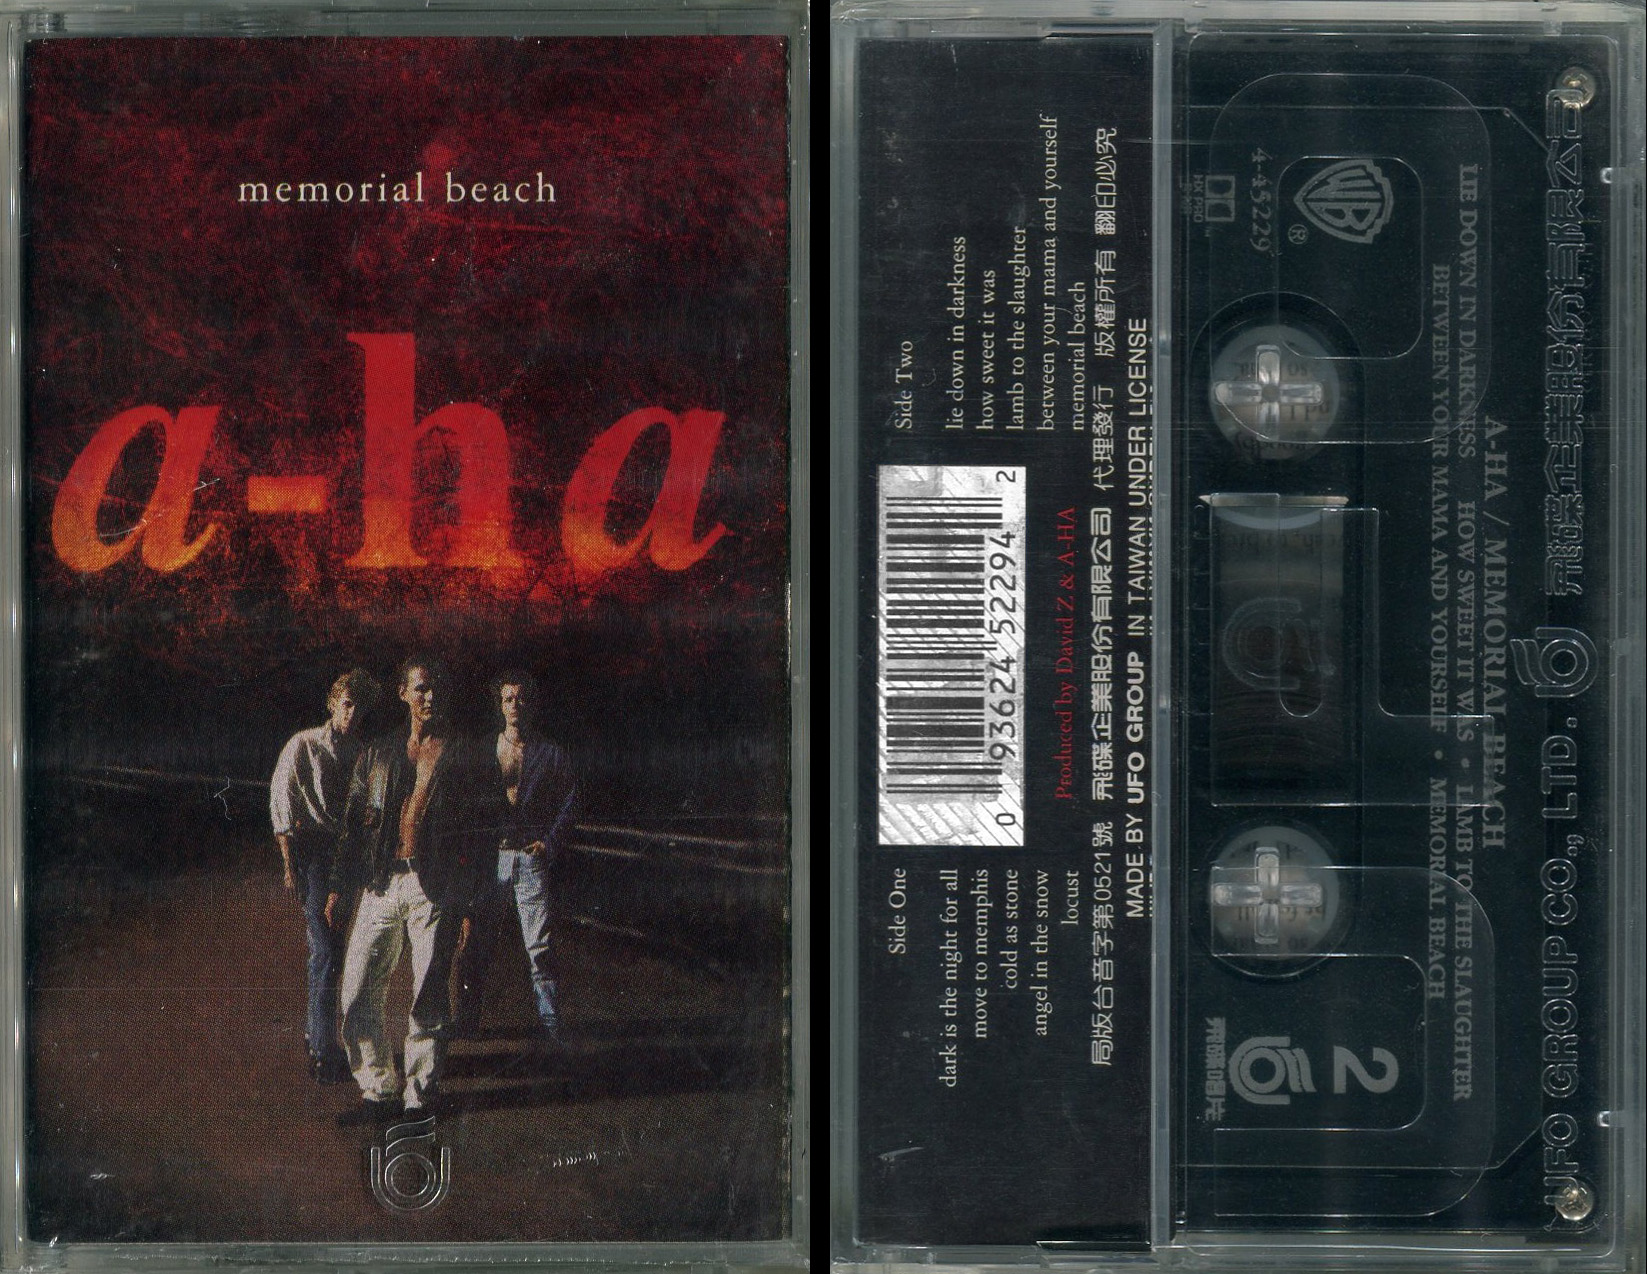 memorial beach
a-ha
Side One
dark is the night for all
move to memphis
cold as stone
angel in the snow
locust
0 93624 52294 2
Side Two
lie down in darkness
how sweet it was
lamb to the slaughter
between your mama and yourself
memorial beach
Produced by David Z & A-HA
局版台音字第0521號 飛碟企業股份有限公司 代理發行 版權所有 翻印必究
MADE BY UFO GROUP IN TAIWAN UNDER LICENSE
4-45229
HX PRO
WB
®
飛碟唱片
2
LIE DOWN IN DARKNESS HOW SWEET IT WAS • LAMB TO THE SLAUGHTER
BETWEEN YOUR MAMA AND YOURSELF • MEMORIAL BEACH
A-HA / MEMORIAL BEACH
UFO GROUP CO., LTD. 飛碟企業股份有限公司